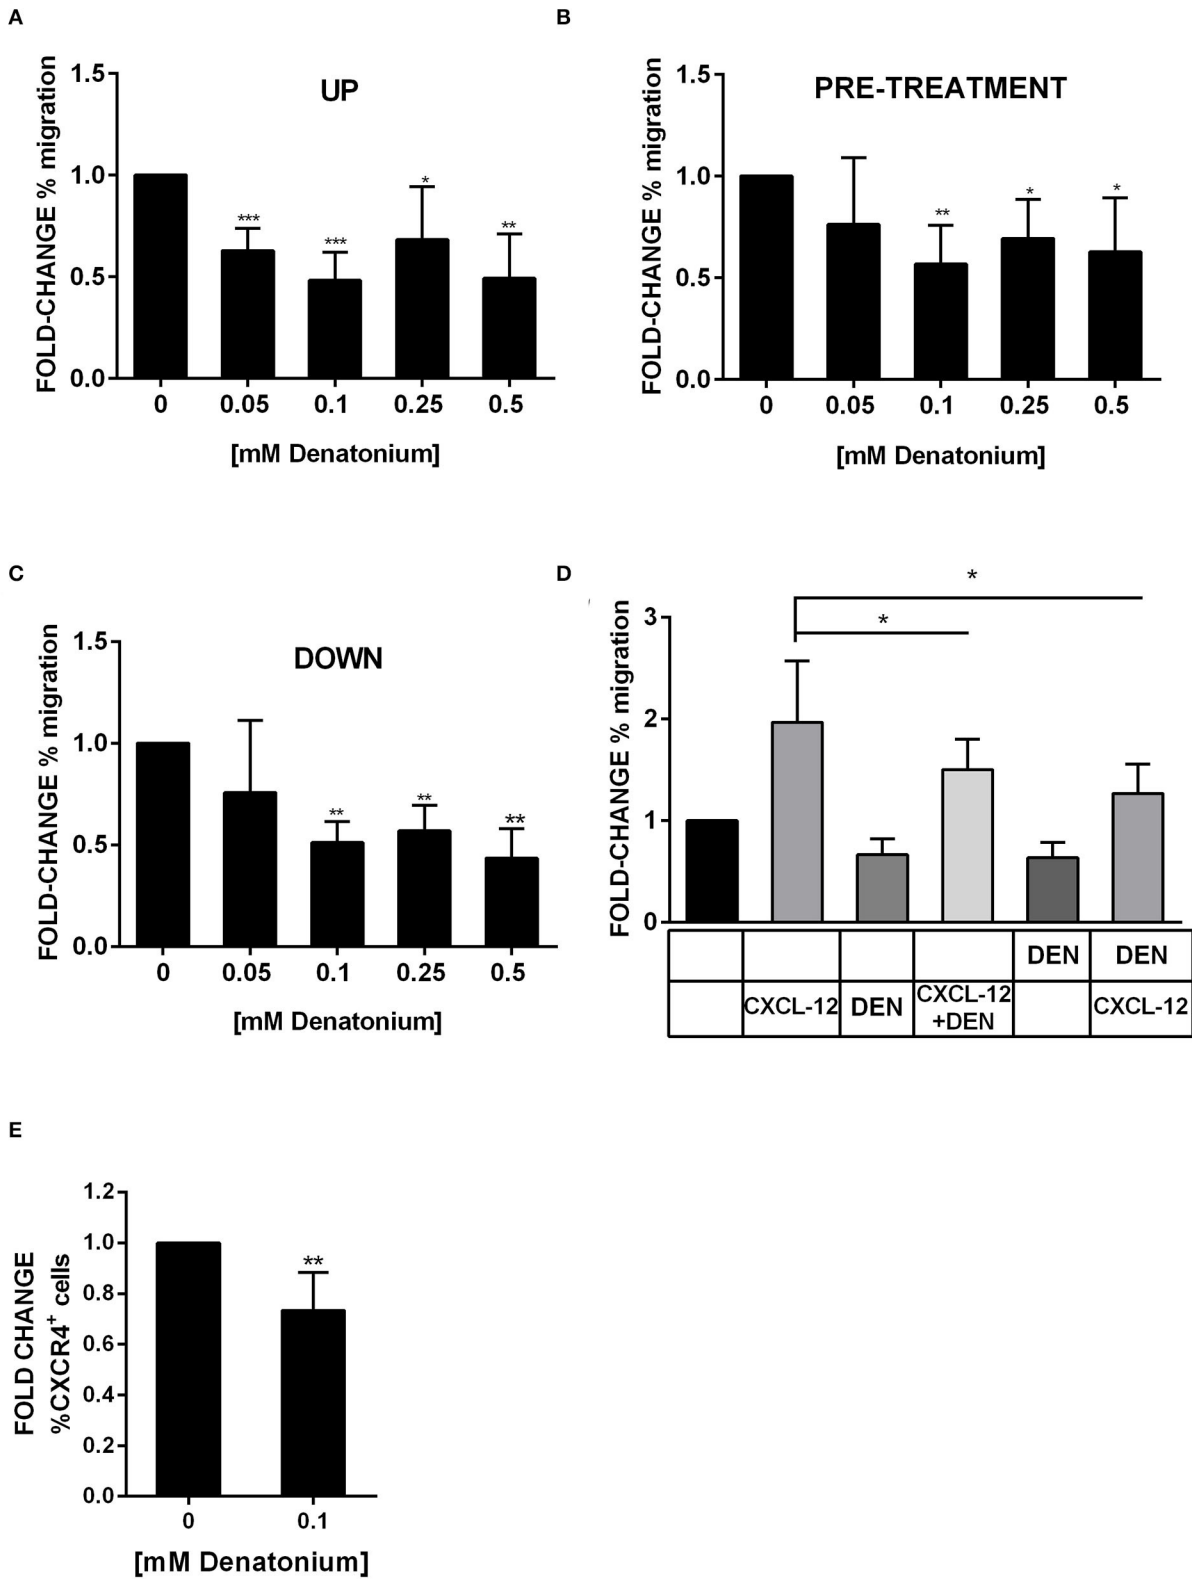 A
FOLD-CHANGE % migration
1.5
1.0
0.5
0.0
UP
***
***
*
**
0 0.05 0.1 0.25 0.5
[mM Denatonium]
B
FOLD-CHANGE % migration
1.5
1.0
0.5
0.0
PRE-TREATMENT
**
*
*
0 0.05 0.1 0.25 0.5
[mM Denatonium]
C
FOLD-CHANGE % migration
1.5
1.0
0.5
0.0
DOWN
**
**
**
0 0.05 0.1 0.25 0.5
[mM Denatonium]
D
FOLD-CHANGE % migration
3
2
1
0
*
*
DEN DEN
CXCL-12 DEN CXCL-12 +DEN CXCL-12
E
FOLD CHANGE
%CXCR4⁺ cells
1.2
1.0
0.8
0.6
0.4
0.2
0.0
**
0 0.1
[mM Denatonium]